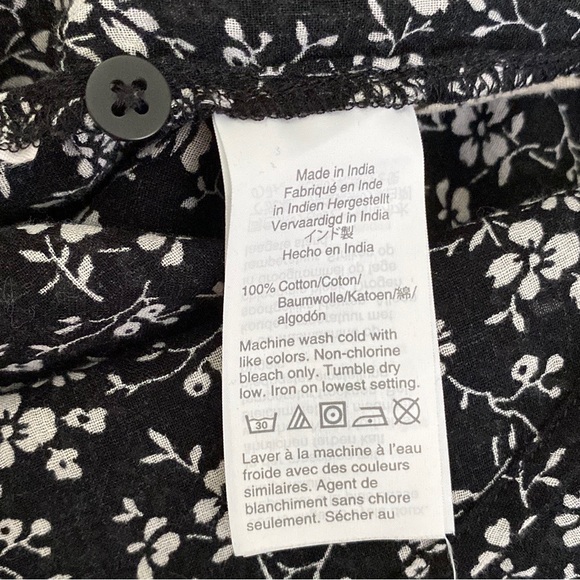 Made in India
Fabriqué en Inde
in Indien Hergestellt
Vervaardigd in India
インド製
Hecho en India
100% Cotton/Coton/
Baumwolle/Katoen/綿/
algodón
Machine wash cold with
like colors. Non-chlorine
bleach only. Tumble dry
low. Iron on lowest setting.
30
Laver à la machine à l'eau
froide avec des couleurs
similaires. Agent de
blanchiment sans chlore
seulement. Sécher au